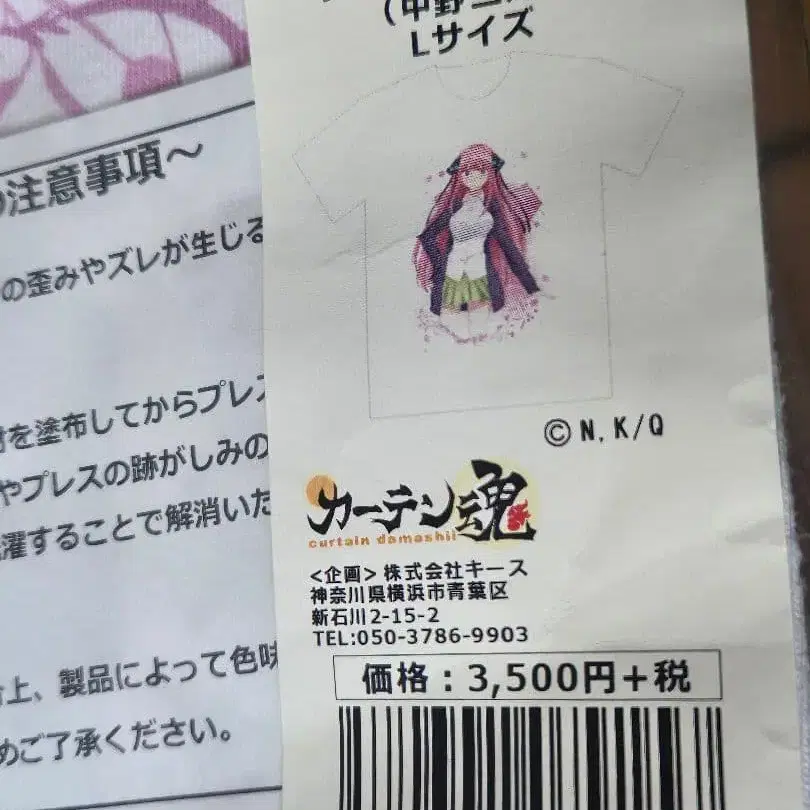 (中野二
Lサイズ
注意事項～
の歪みやズレが生じる
を塗布してからプレス
やプレスの跡がしみの
濯することで解消いた
上、製品によって色味
めご了承ください。
© N.K/Q
カーテン魂
curtain damashii
<企画>株式会社キース
神奈川県横浜市青葉区
新石川2-15-2
TEL:050-3786-9903
価格:3,500円+税